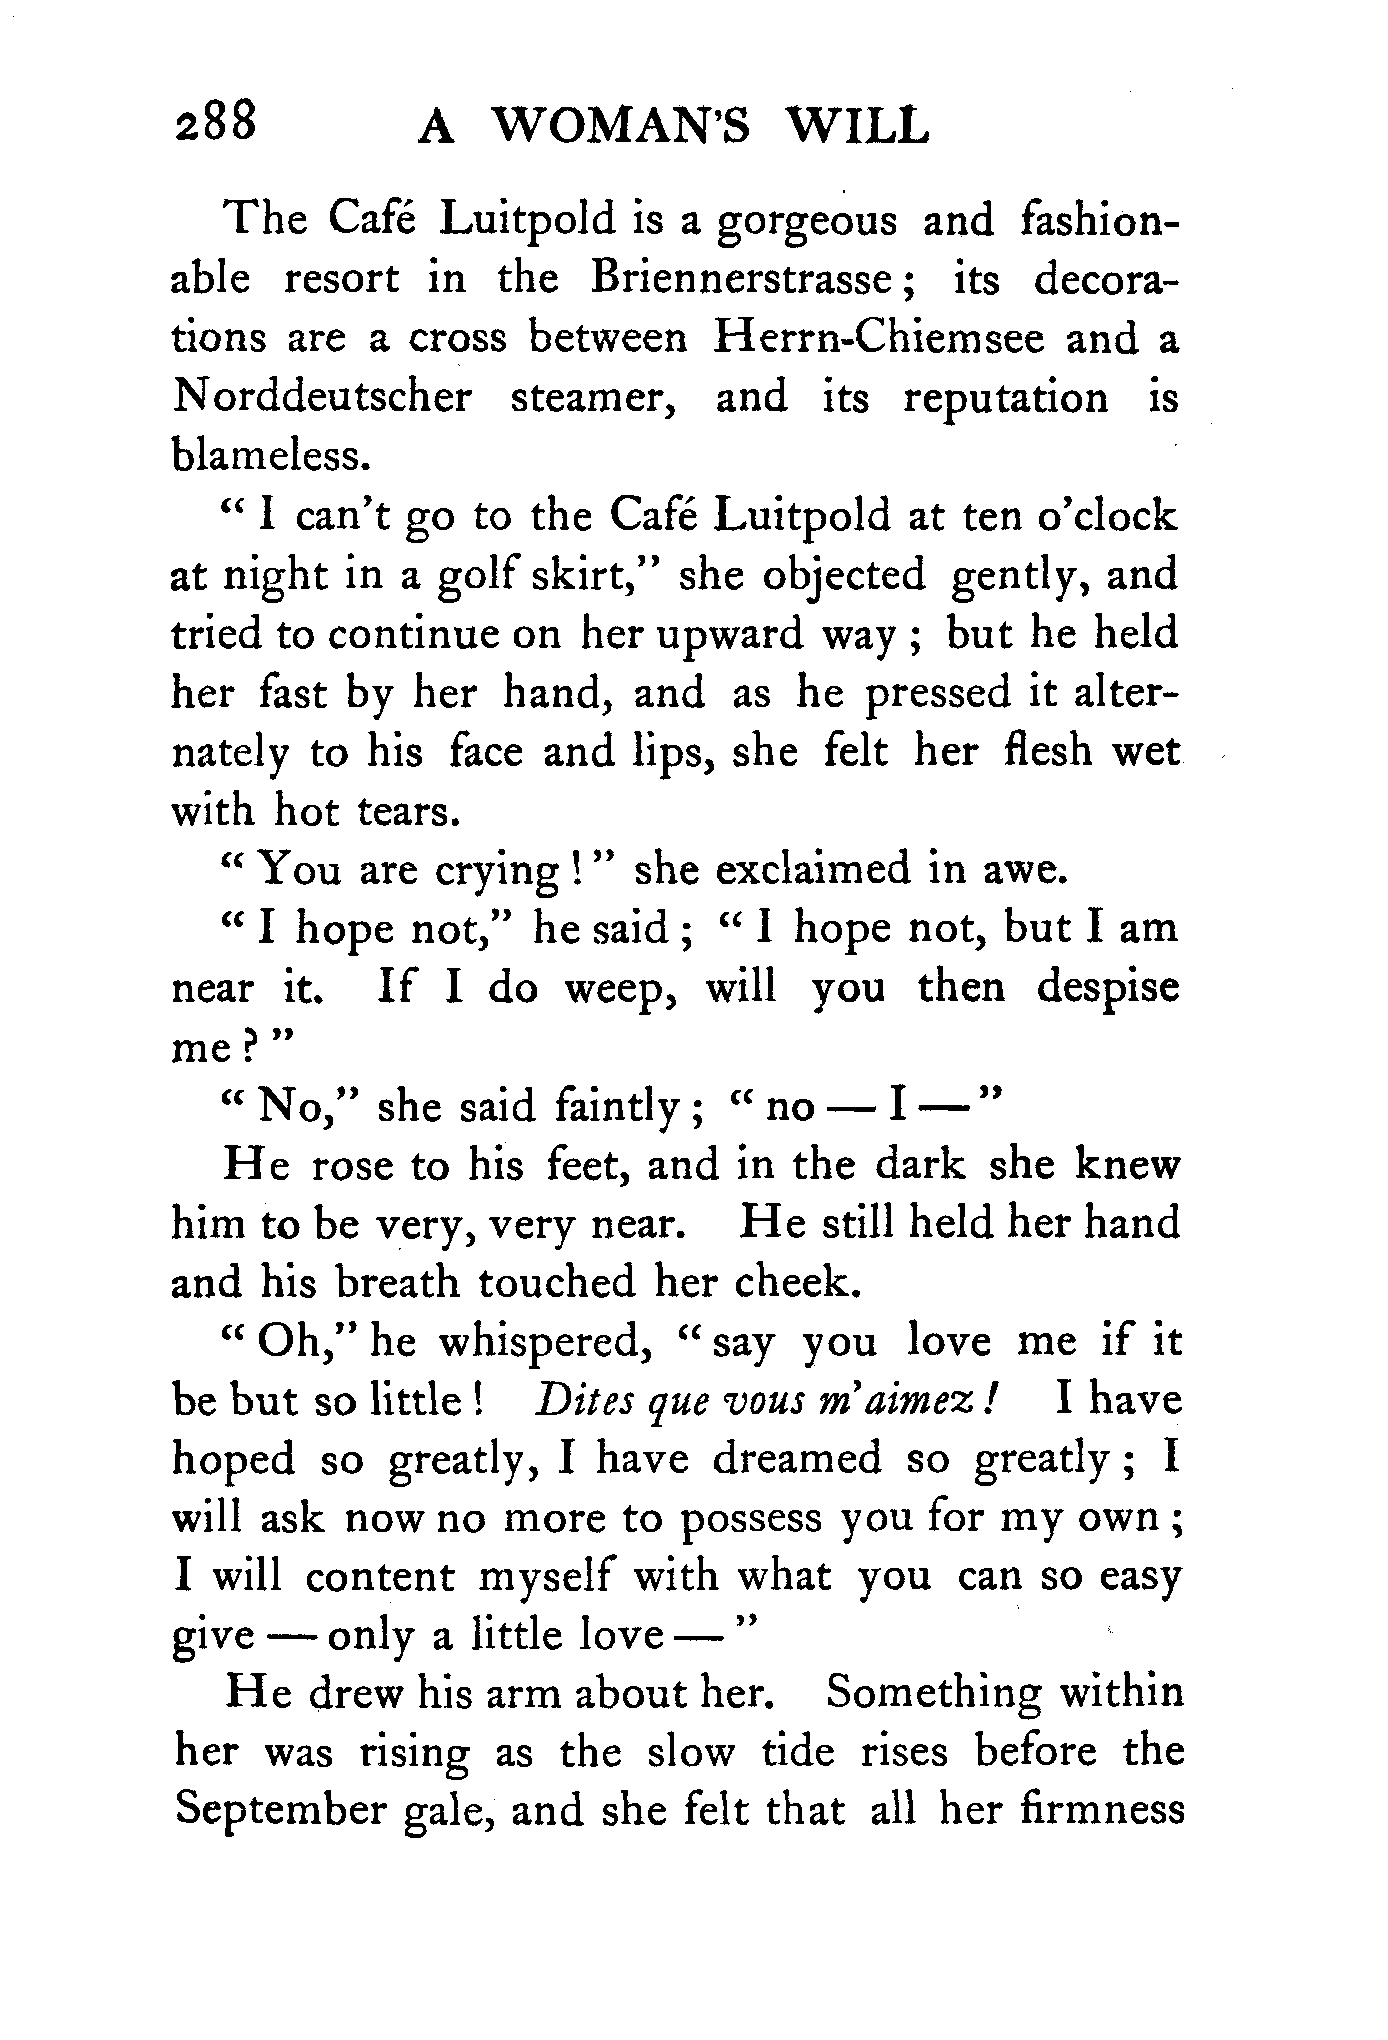 288 A WOMAN'S WILL
The Café Luitpold is a gorgeous and fashion-
able resort in the Briennerstrasse; its decora-
tions are a cross between Herrn-Chiemsee and a
Norddeutscher steamer, and its reputation is
blameless.
"I can't go to the Café Luitpold at ten o'clock
at night in a golf skirt," she objected gently, and
tried to continue on her upward way; but he held
her fast by her hand, and as he pressed it alter-
nately to his face and lips, she felt her flesh wet
with hot tears.
"You are crying!" she exclaimed in awe.
"I hope not," he said; "I hope not, but I am
near it. If I do weep, will you then despise
me?"
"No," she said faintly; "no — I —"
He rose to his feet, and in the dark she knew
him to be very, very near. He still held her hand
and his breath touched her cheek.
"Oh," he whispered, "say you love me if it
be but so little! Dites que vous m'aimez! I have
hoped so greatly, I have dreamed so greatly; I
will ask now no more to possess you for my own;
I will content myself with what you can so easy
give — only a little love —"
He drew his arm about her. Something within
her was rising as the slow tide rises before the
September gale, and she felt that all her firmness